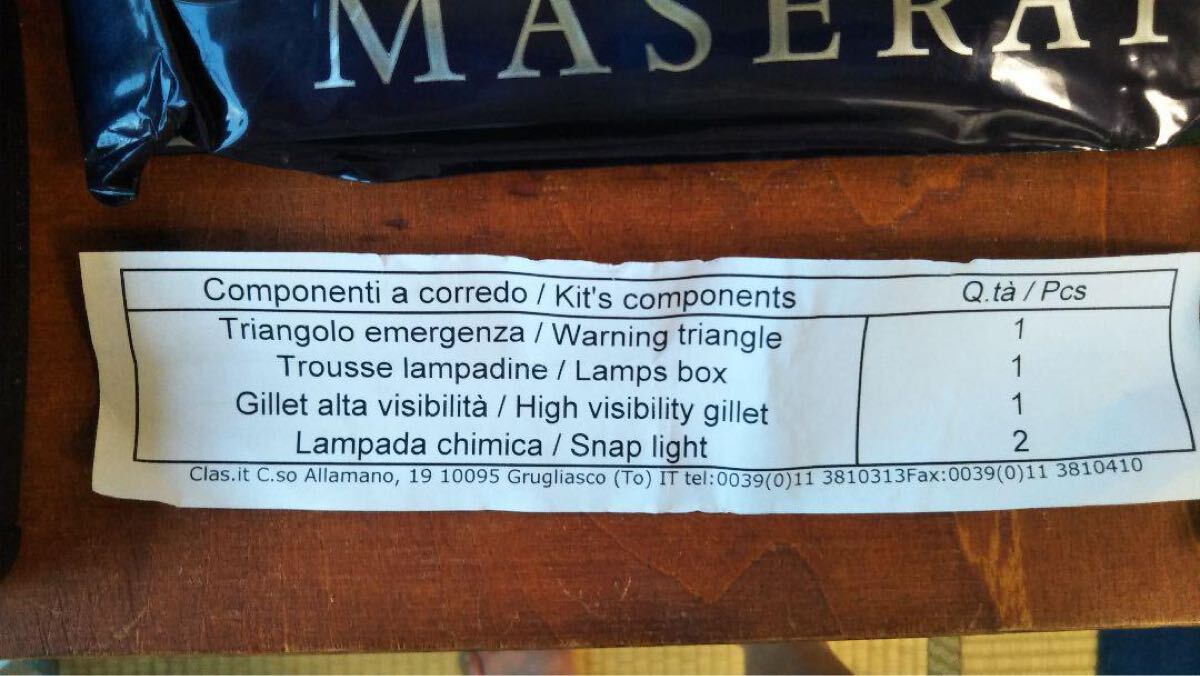 MASERATI
Componenti a corredo / Kit's components Q.tà / Pcs
Triangolo emergenza / Warning triangle 1
Trousse lampadine / Lamps box 1
Gillet alta visibilità / High visibility gillet 1
Lampada chimica / Snap light 2
Clas.it C.so Allamano, 19 10095 Grugliasco (To) IT tel:0039(0)11 3810313Fax:0039(0)11 3810410